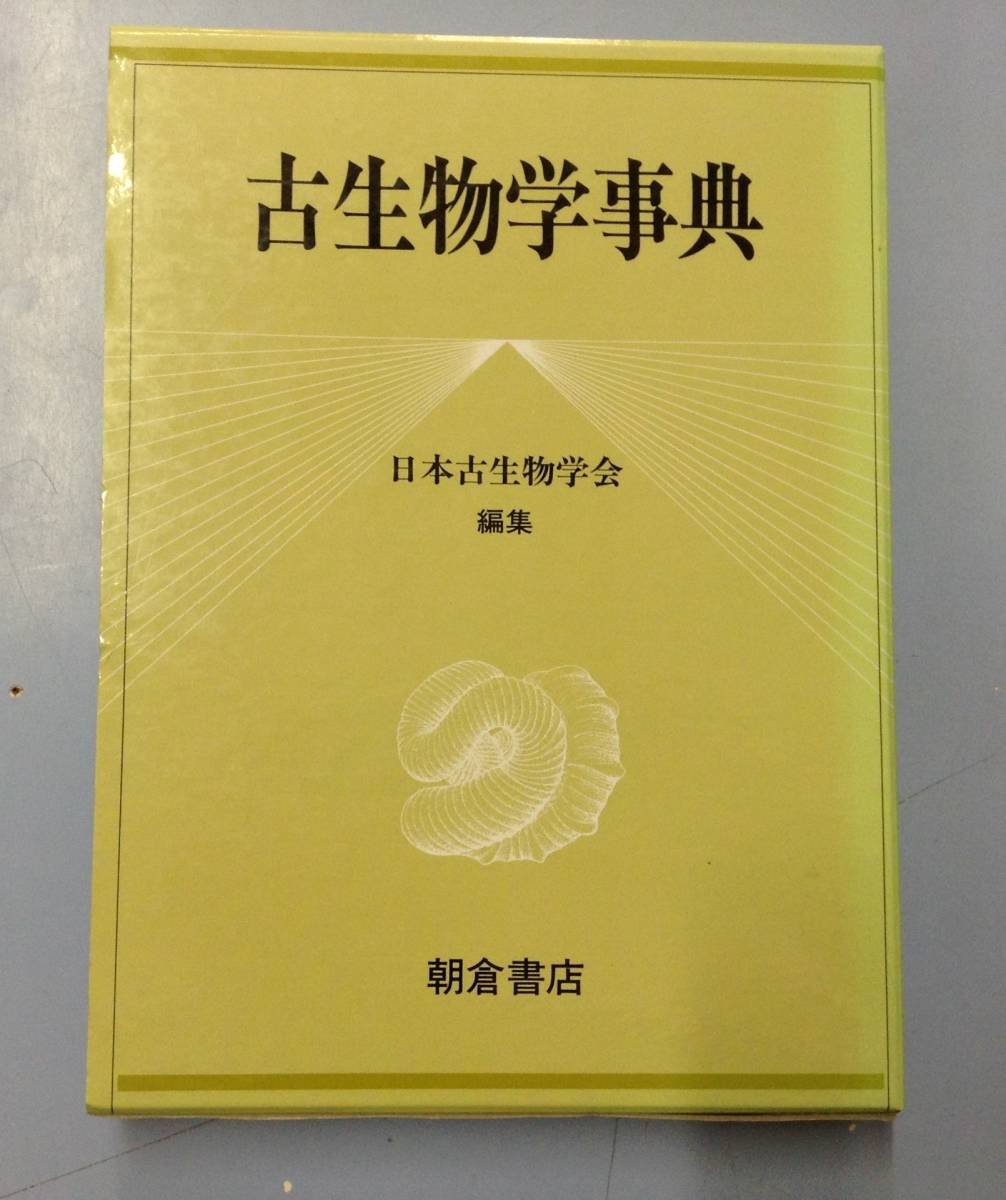 古生物学事典
日本古生物学会
編集
朝倉書店